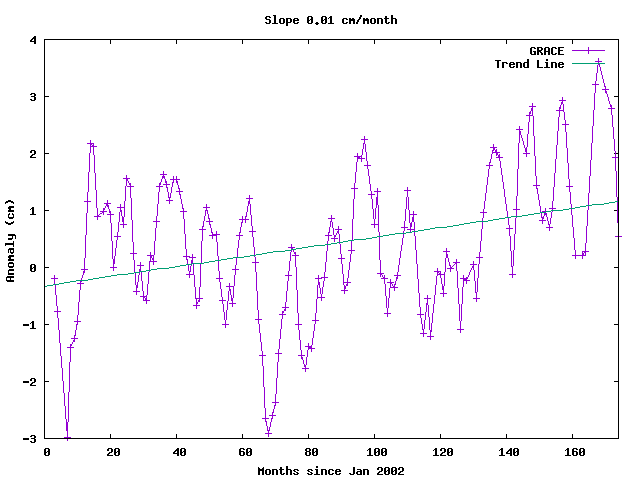 Slope 0.01 cm/month
4
3
2
1
0
-1
-2
-3
Anomaly (cm)
GRACE
Trend Line
0 20 40 60 80 100 120 140 160
Months since Jan 2002